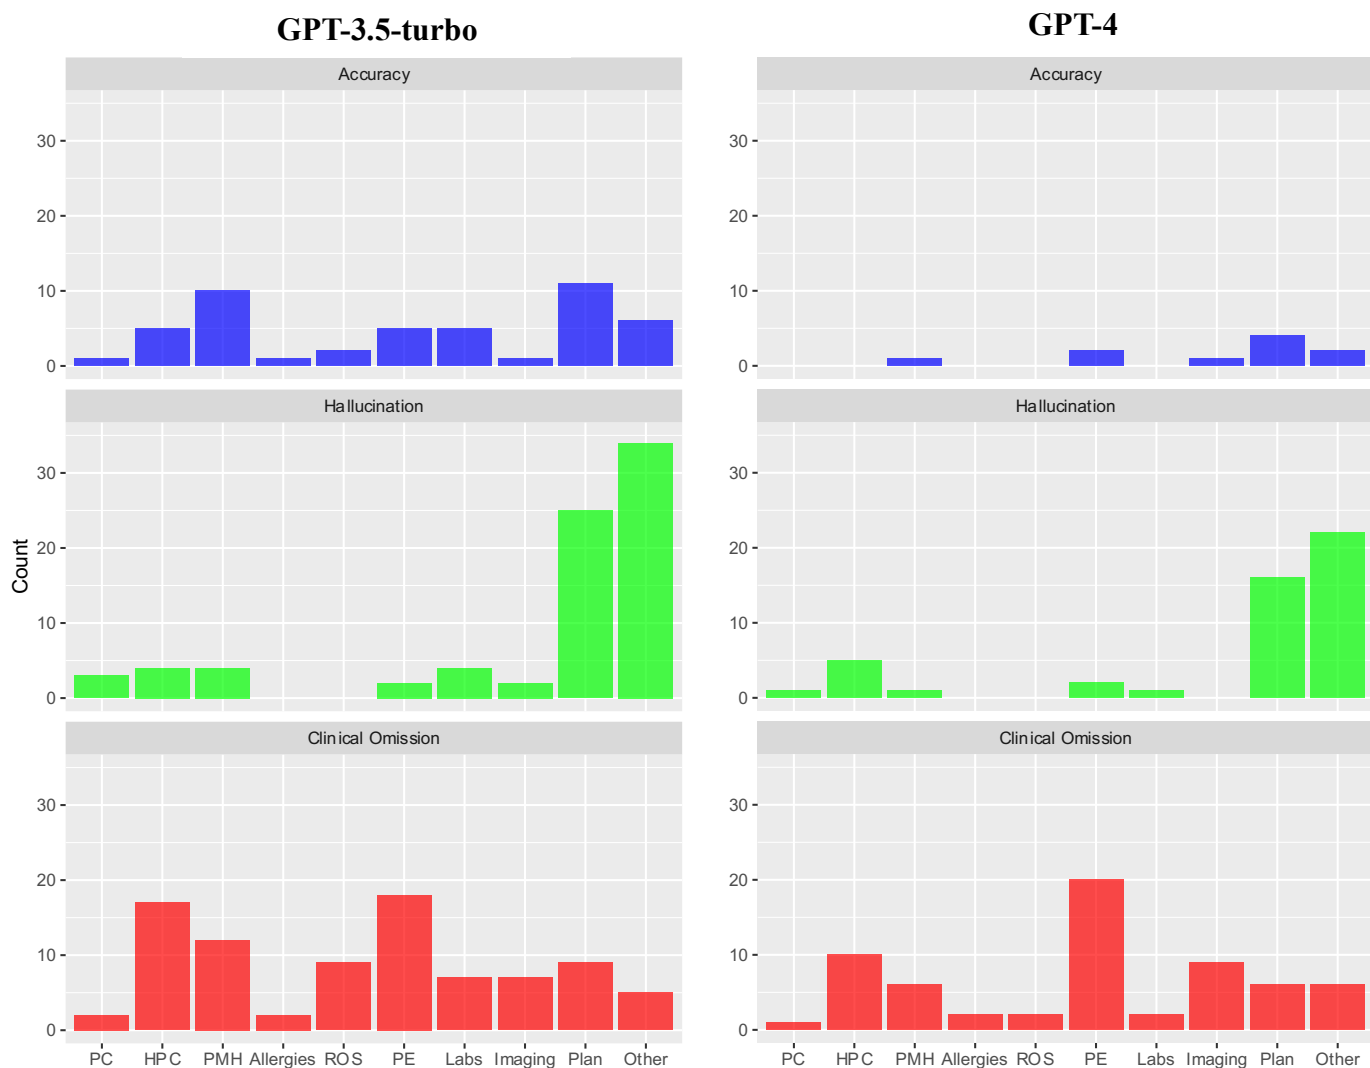 GPT-3.5-turbo
GPT-4
Accuracy
Accuracy
30
20
10
0
30
20
10
0
Hallucination
Hallucination
30
20
10
0
30
20
10
0
Count
Clinical Omission
Clinical Omission
30
20
10
0
30
20
10
0
PC HPC PMH Allergies ROS PE Labs Imaging Plan Other
PC HPC PMH Allergies ROS PE Labs Imaging Plan Other